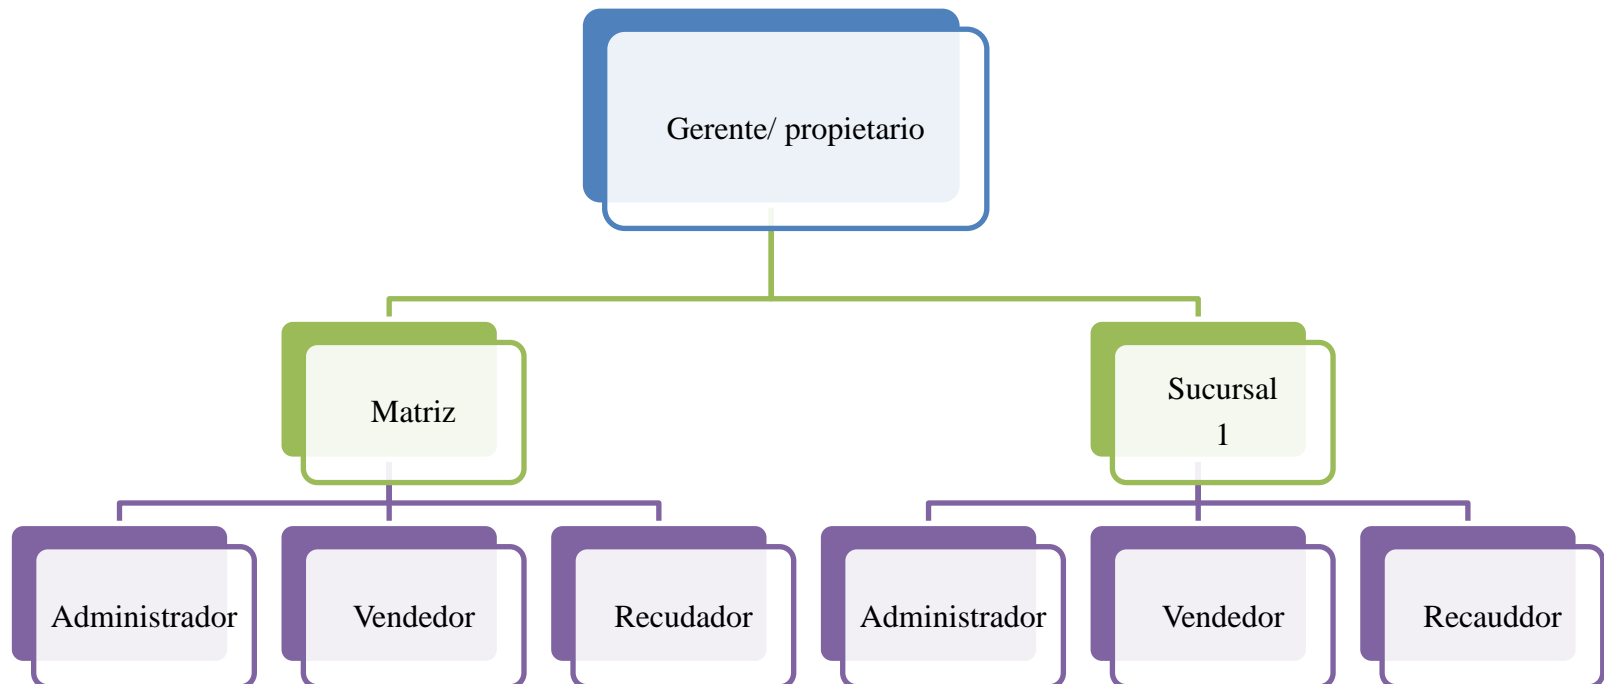 Gerente/ propietario
Matriz
Sucursal
1
Administrador
Vendedor
Recudador
Administrador
Vendedor
Recauddor